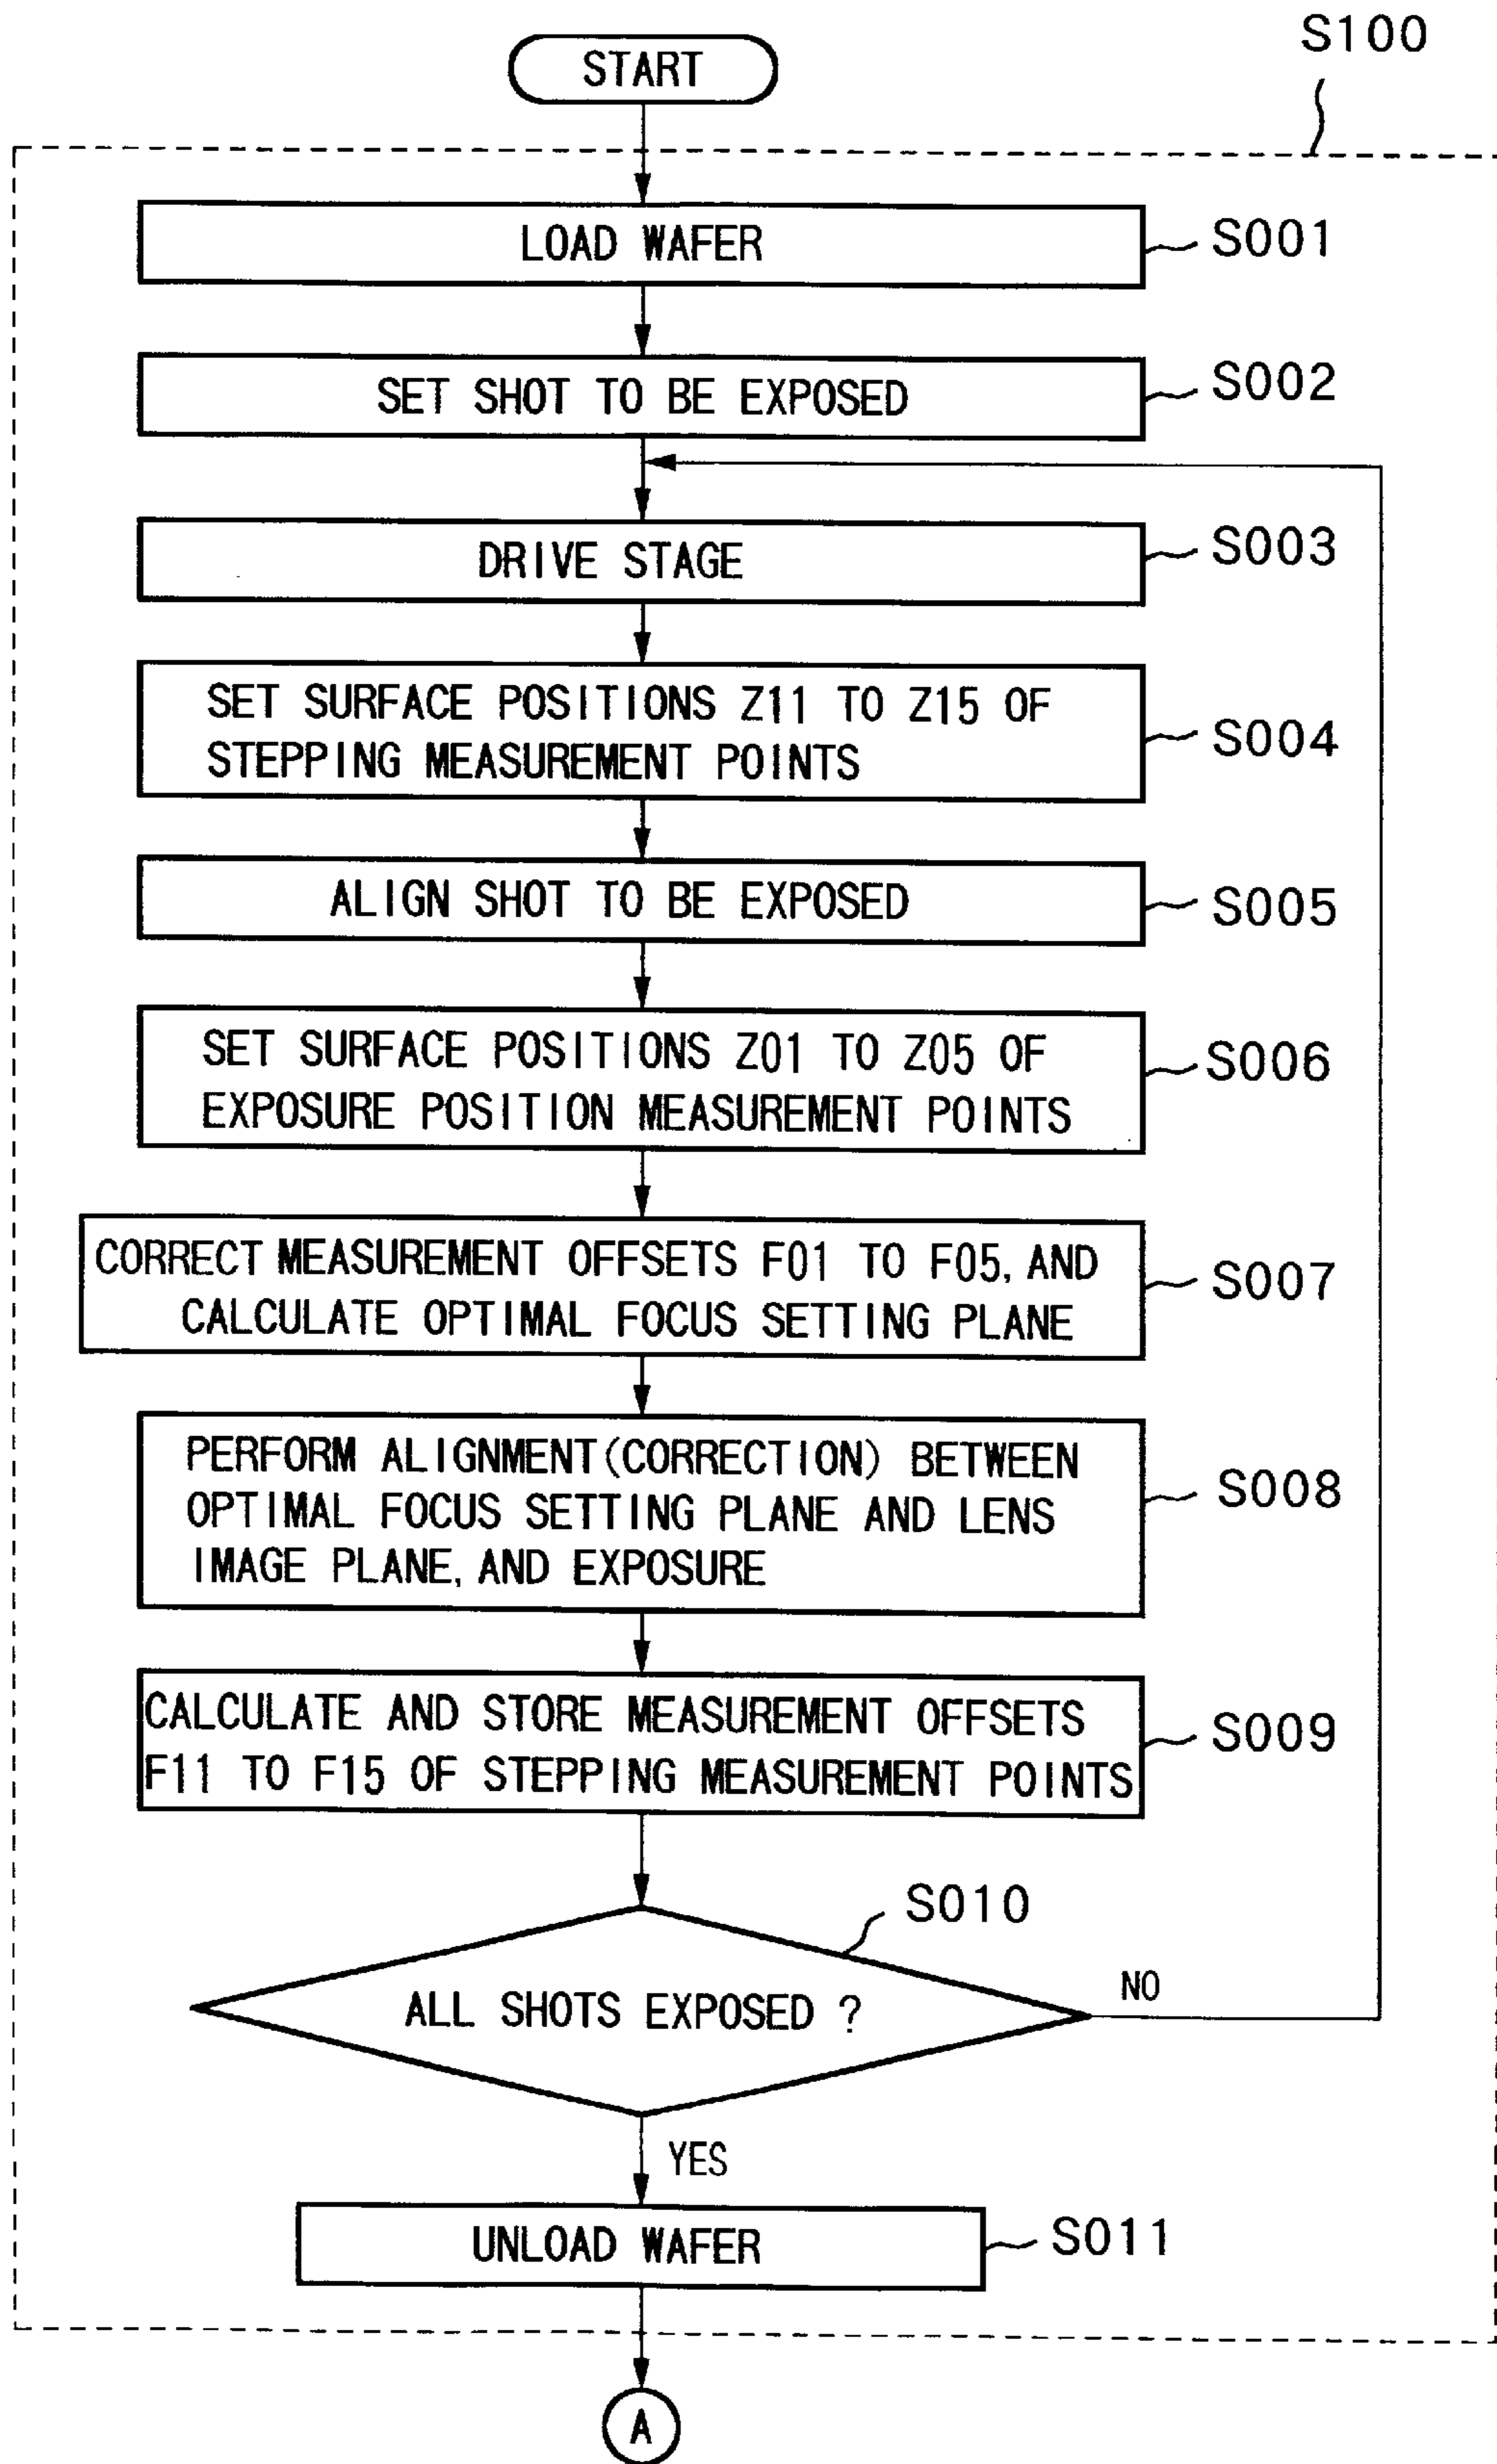 S100
START
LOAD WAFER
S001
SET SHOT TO BE EXPOSED
S002
DRIVE STAGE
S003
SET SURFACE POSITIONS Z11 TO Z15 OF
STEPPING MEASUREMENT POINTS
S004
ALIGN SHOT TO BE EXPOSED
S005
SET SURFACE POSITIONS Z01 TO Z05 OF
EXPOSURE POSITION MEASUREMENT POINTS
S006
CORRECT MEASUREMENT OFFSETS F01 TO F05, AND
CALCULATE OPTIMAL FOCUS SETTING PLANE
S007
PERFORM ALIGNMENT(CORRECTION) BETWEEN
OPTIMAL FOCUS SETTING PLANE AND LENS
IMAGE PLANE, AND EXPOSURE
S008
CALCULATE AND STORE MEASUREMENT OFFSETS
F11 TO F15 OF STEPPING MEASUREMENT POINTS
S009
S010
ALL SHOTS EXPOSED ?
NO
YES
UNLOAD WAFER
S011
A